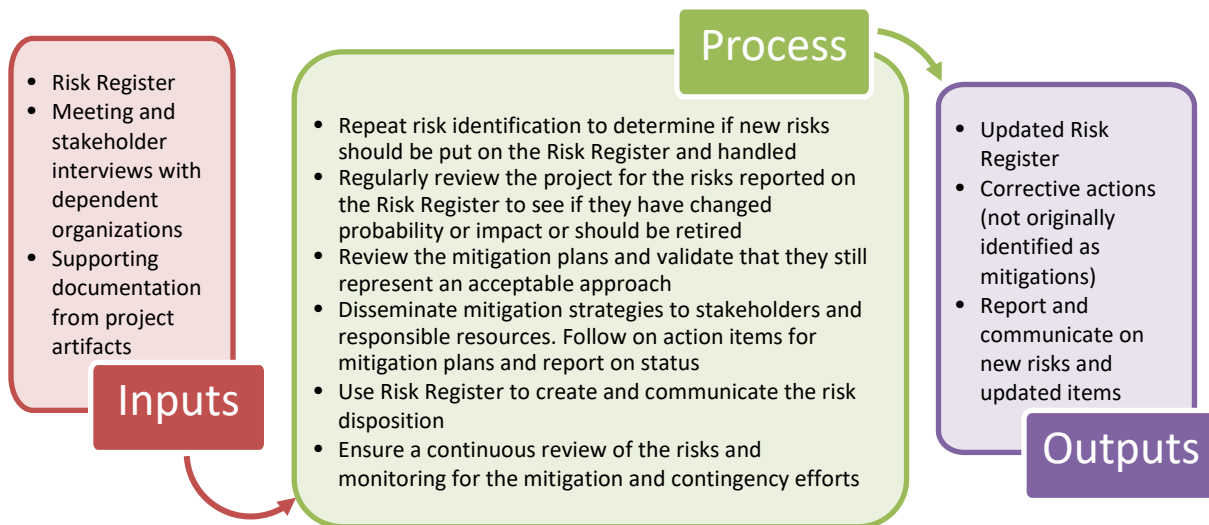 • Risk Register
• Meeting and
stakeholder
interviews with
dependent
organizations
• Supporting
documentation
from project
artifacts
Inputs
Process
• Repeat risk identification to determine if new risks
should be put on the Risk Register and handled
• Regularly review the project for the risks reported on
the Risk Register to see if they have changed
probability or impact or should be retired
• Review the mitigation plans and validate that they still
represent an acceptable approach
• Disseminate mitigation strategies to stakeholders and
responsible resources. Follow on action items for
mitigation plans and report on status
• Use Risk Register to create and communicate the risk
disposition
• Ensure a continuous review of the risks and
monitoring for the mitigation and contingency efforts
• Updated Risk
Register
• Corrective actions
(not originally
identified as
mitigations)
• Report and
communicate on
new risks and
updated items
Outputs